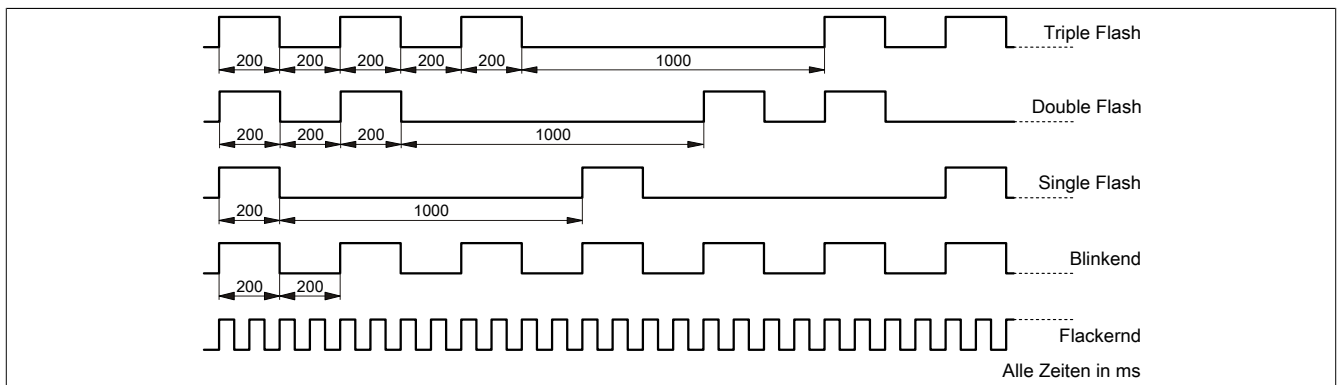 Triple Flash
200 200 200 200 200 1000
Double Flash
200 200 200 1000
Single Flash
200 1000
Blinkend
200 200
Flackernd
Alle Zeiten in ms